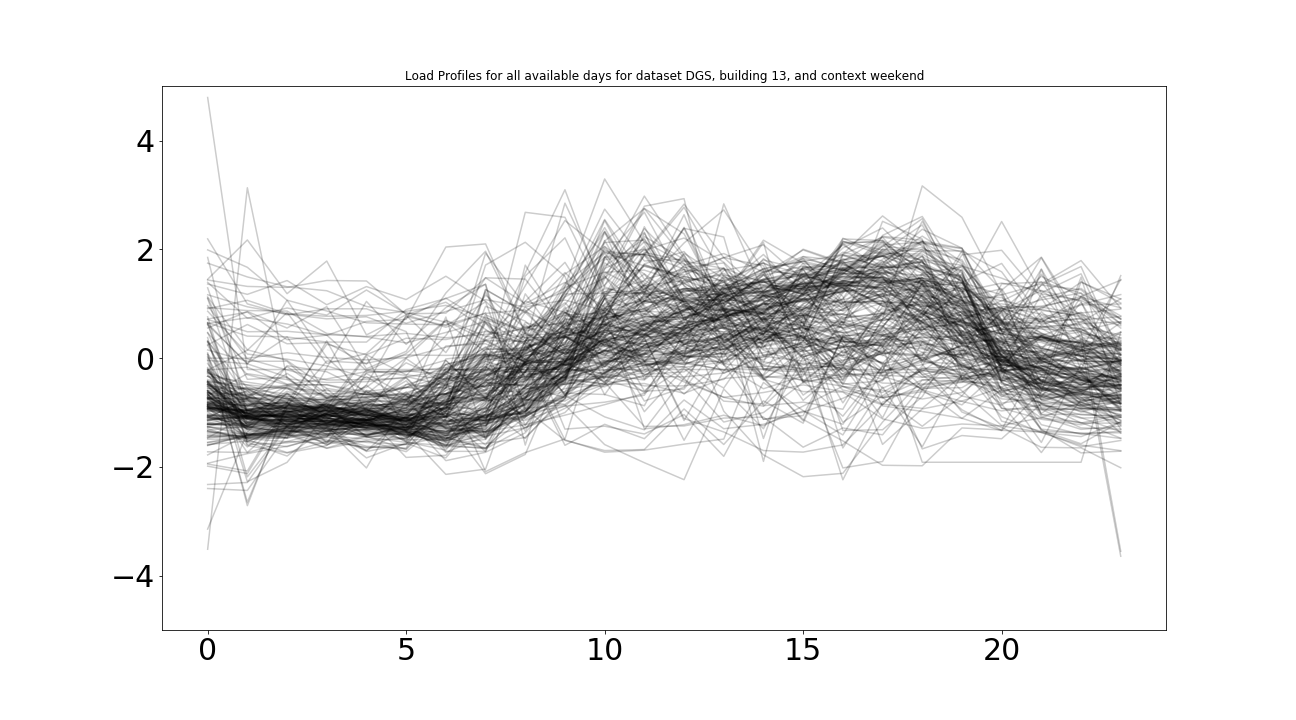 Load Profiles for all available days for dataset DGS, building 13, and context weekend
4
2
0
−2
−4
0 5 10 15 20